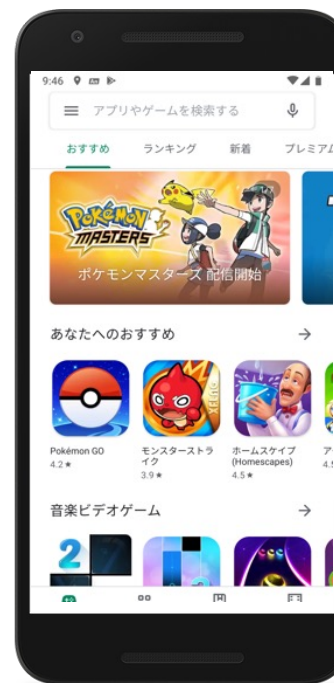 9:46
アプリやゲームを検索する
おすすめ ランキング 新着 プレミアム
POKÉMON
MASTERS
ポケモンマスターズ 配信開始
あなたへのおすすめ
Pokémon GO
4.2★
モンスターストラ
イク
3.9★
ホームスケイプ
(Homescapes)
4.5★
音楽ビデオゲーム
2